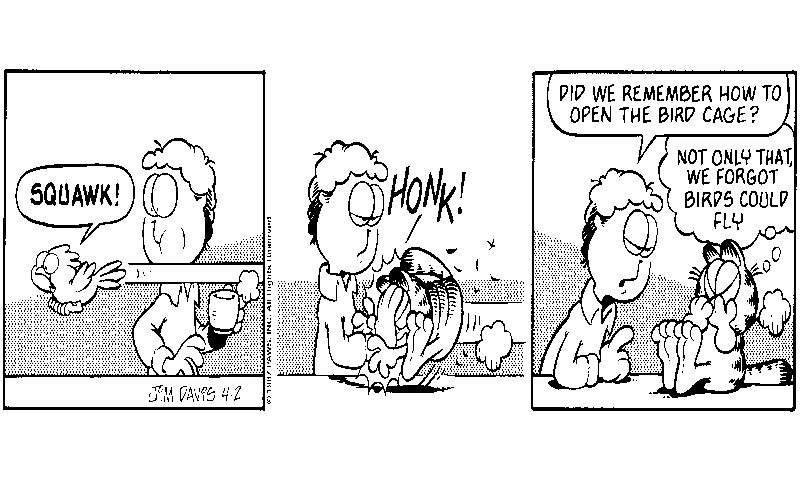 SQUAWK!
JIM DAVIS 4-2
HONK!
DID WE REMEMBER HOW TO
OPEN THE BIRD CAGE?
NOT ONLY THAT,
WE FORGOT
BIRDS COULD
FLY